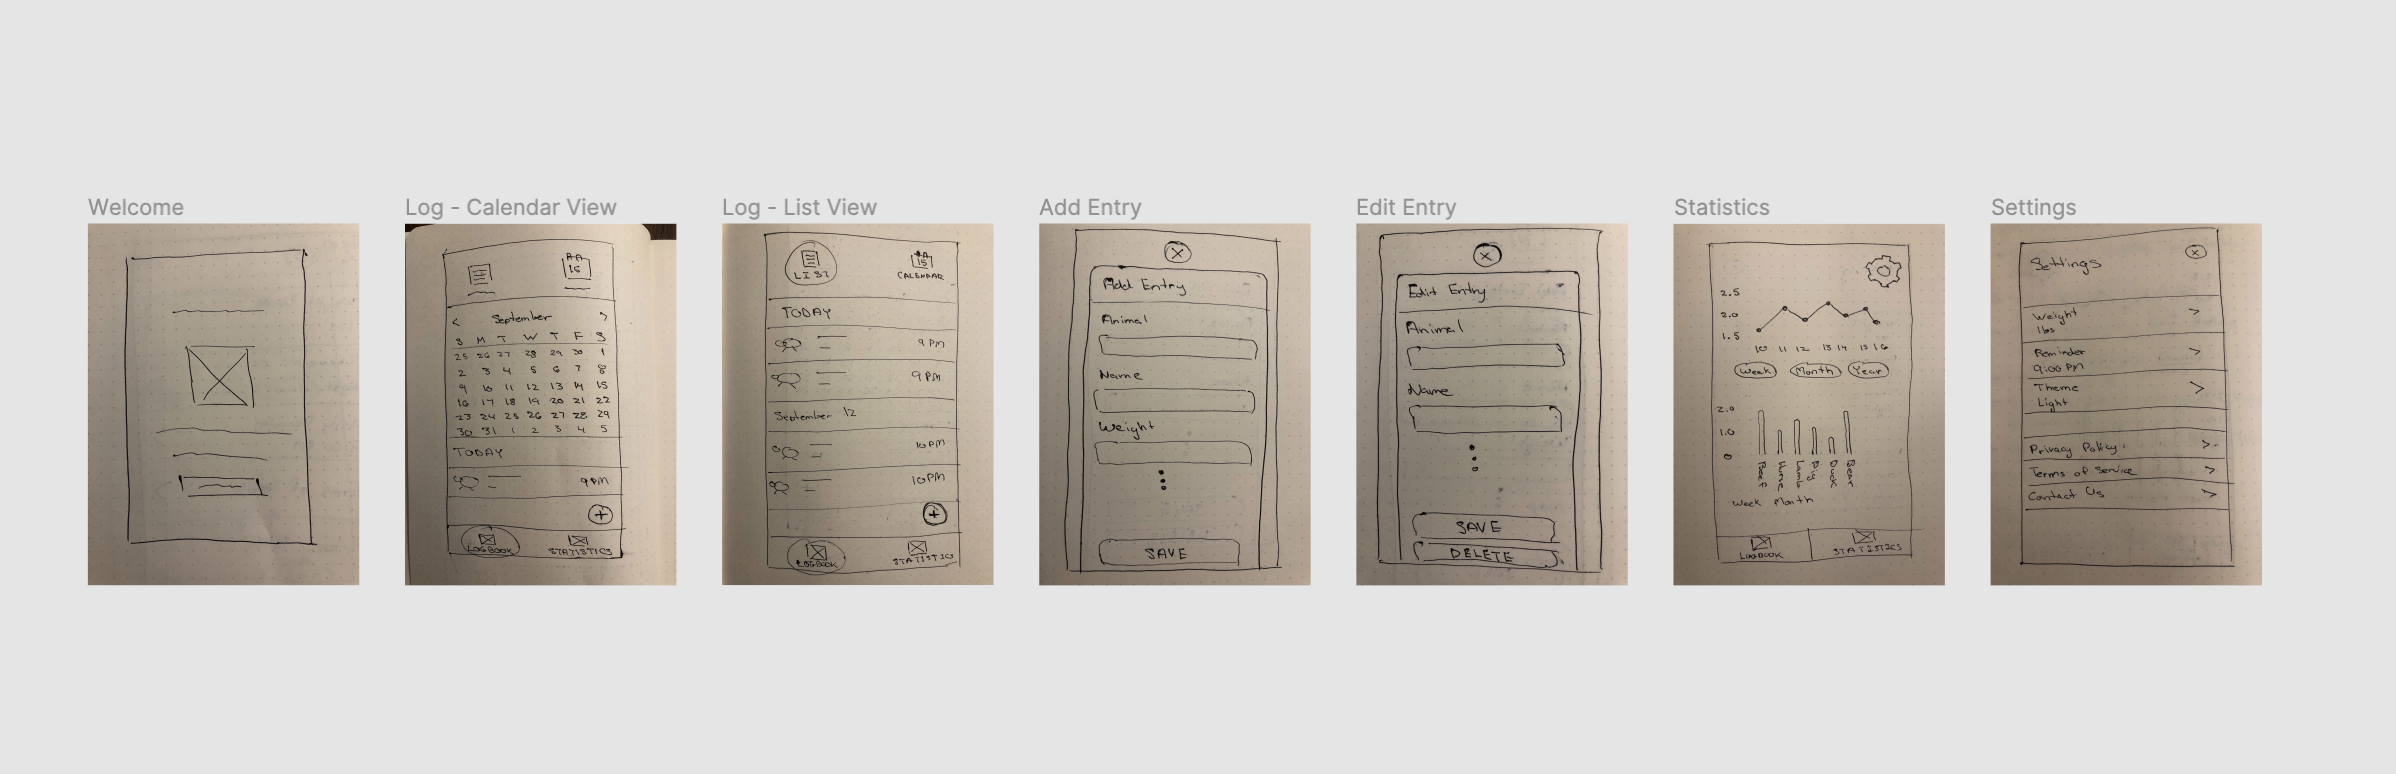 Welcome
Log - Calendar View
Log - List View
Add Entry
Edit Entry
Statistics
Settings
15
< September >
S M T W T F S
25 26 27 28 29 30 1
2 3 4 5 6 7 8
9 10 11 12 13 14 15
16 17 18 19 20 21 22
23 24 25 26 27 28 29
30 31 1 2 3 4 5
TODAY
9PM
+
LOGBOOK
STATISTICS
LIST
15
CALENDAR
TODAY
9 PM
9 PM
September 12
10 PM
10 PM
+
LOGBOOK
STATISTICS
X
Add Entry
Animal
Name
Weight
SAVE
X
Edit Entry
Animal
Name
SAVE
DELETE
2.5
2.0
1.5
10 11 12 13 14 15 16
Week Month Year
2.0
1.0
0
Beef
Horse
Lamb
Pig
Duck
Bear
Week Month
LOGBOOK
STATISTICS
Settings
X
Weight >
lbs
Reminder >
9:00 PM
Theme >
Light
Privacy Policy >
Terms of Service >
Contact Us >